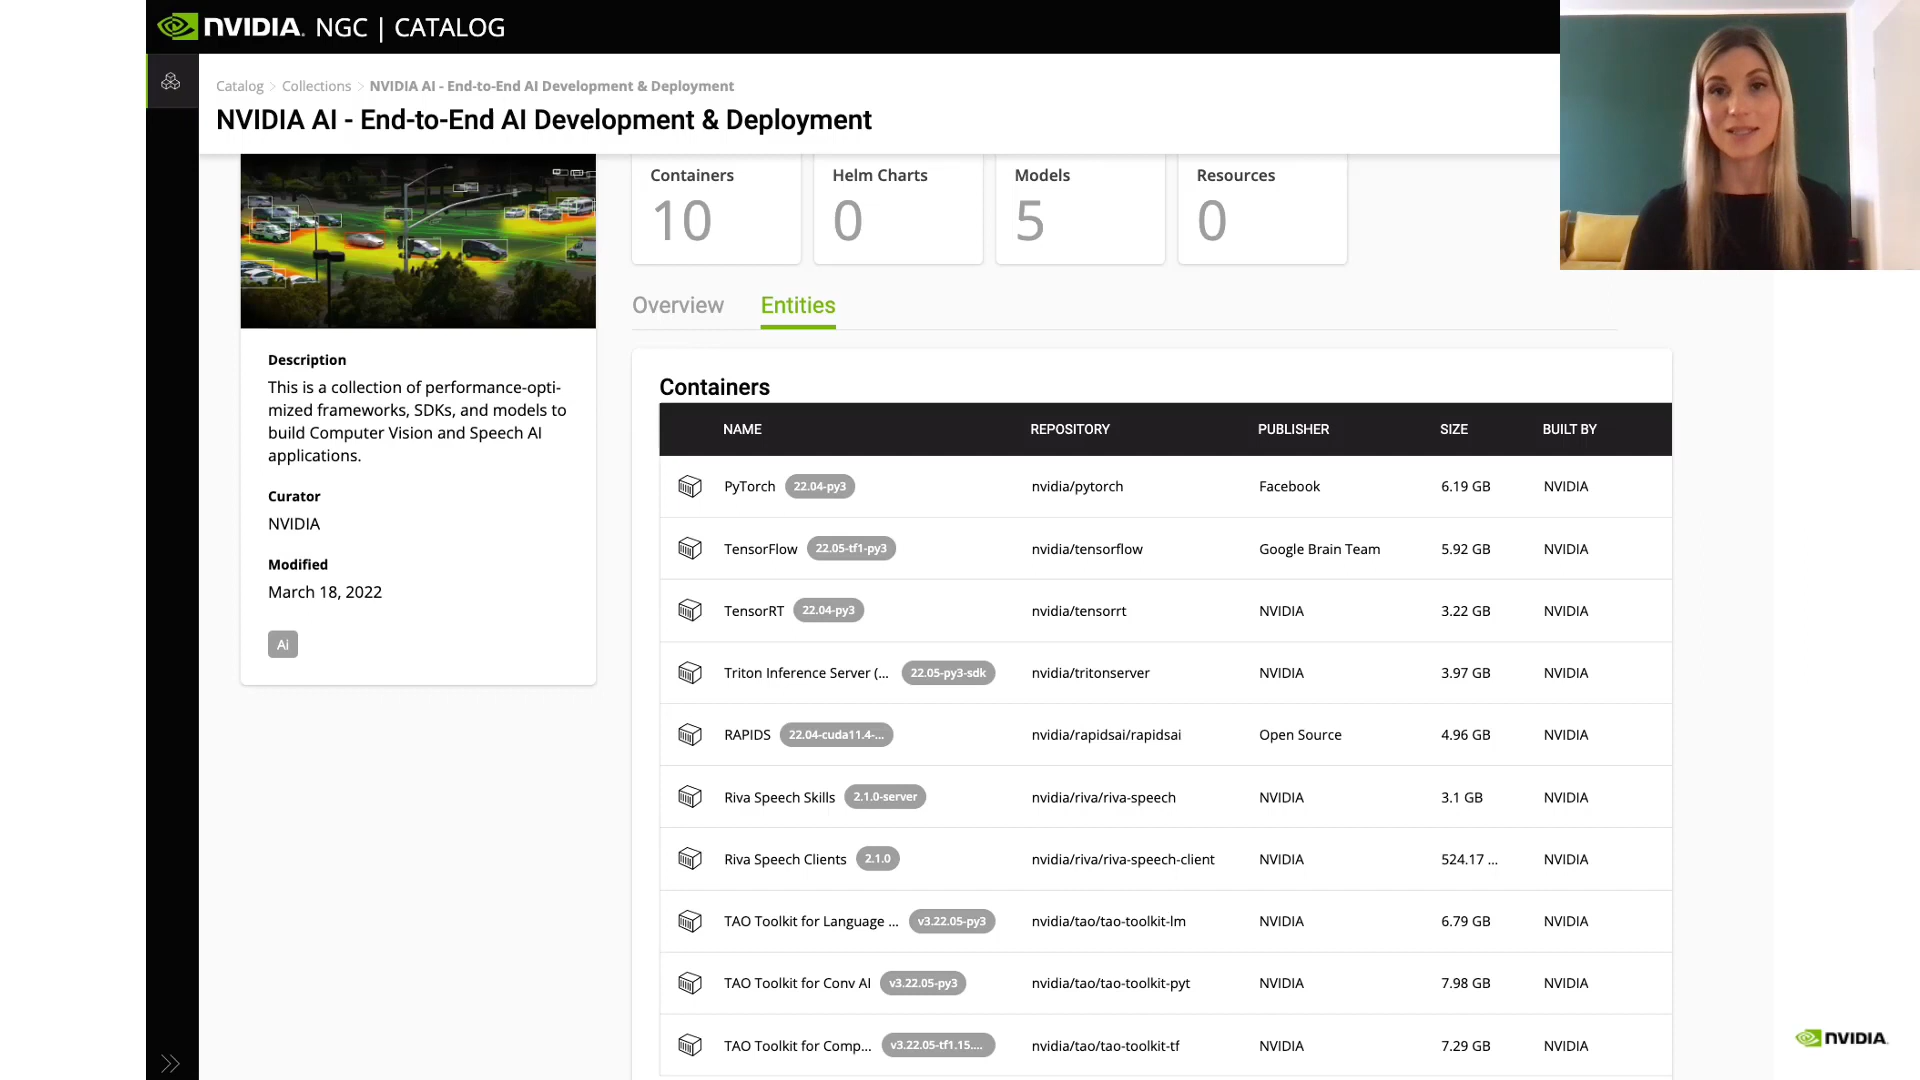 NVIDIA. NGC | CATALOG
Catalog > Collections > NVIDIA AI - End-to-End AI Development & Deployment
NVIDIA AI - End-to-End AI Development & Deployment
Containers
10
Helm Charts
0
Models
5
Resources
0
Overview Entities
Description
This is a collection of performance-opti-
mized frameworks, SDKs, and models to
build Computer Vision and Speech AI
applications.
Curator
NVIDIA
Modified
March 18, 2022
Ai
Containers
NAME REPOSITORY PUBLISHER SIZE BUILT BY
PyTorch 22.04-py3 nvidia/pytorch Facebook 6.19 GB NVIDIA
TensorFlow 22.05-tf1-py3 nvidia/tensorflow Google Brain Team 5.92 GB NVIDIA
TensorRT 22.04-py3 nvidia/tensorrt NVIDIA 3.22 GB NVIDIA
Triton Inference Server (... 22.05-py3-sdk nvidia/tritonserver NVIDIA 3.97 GB NVIDIA
RAPIDS 22.04-cuda11.4-... nvidia/rapidsai/rapidsai Open Source 4.96 GB NVIDIA
Riva Speech Skills 2.1.0-server nvidia/riva/riva-speech NVIDIA 3.1 GB NVIDIA
Riva Speech Clients 2.1.0 nvidia/riva/riva-speech-client NVIDIA 524.17 ... NVIDIA
TAO Toolkit for Language ... v3.22.05-py3 nvidia/tao/tao-toolkit-lm NVIDIA 6.79 GB NVIDIA
TAO Toolkit for Conv AI v3.22.05-py3 nvidia/tao/tao-toolkit-pyt NVIDIA 7.98 GB NVIDIA
TAO Toolkit for Comp... v3.22.05-tf1.15.... nvidia/tao/tao-toolkit-tf NVIDIA 7.29 GB NVIDIA
NVIDIA.